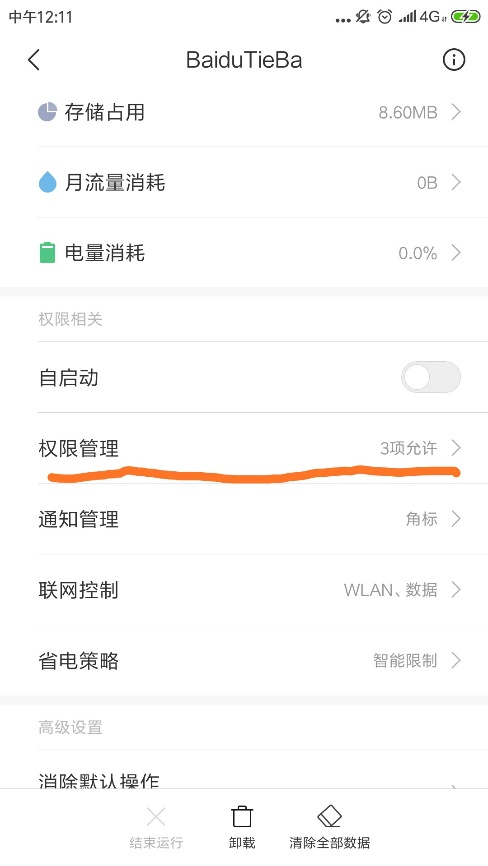 中午12:11
4G
BaiduTieBa
存储占用 8.60MB
月流量消耗 0B
电量消耗 0.0%
权限相关
自启动
权限管理 3项允许
通知管理 角标
联网控制 WLAN、数据
省电策略 智能限制
高级设置
消除默认操作
结束运行 卸载 清除全部数据